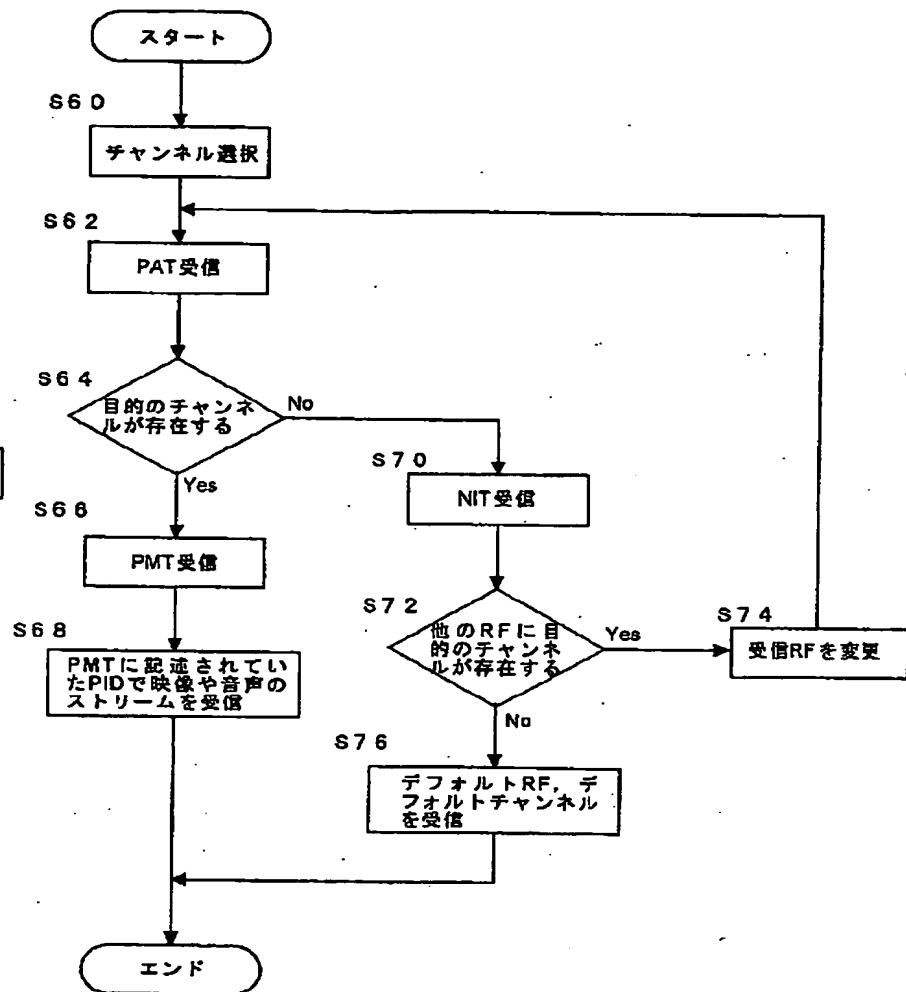 スタート
S60
チャンネル選択
S62
PAT受信
S64
目的のチャンネ
ルが存在する
No
Yes
S70
NIT受信
S66
PMT受信
S72
他のRFに目
的のチャンネ
ルが存在する
Yes
No
S74
受信RFを変更
S68
PMTに記述されてい
たPIDで映像や音声の
ストリームを受信
S76
デフォルトRF，デ
フォルトチャンネル
を受信
エンド